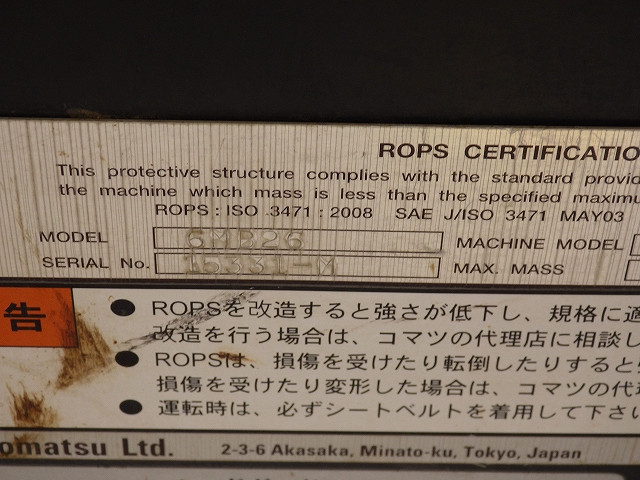 ROPS CERTIFICATIO
This protective structure complies with the standard provid
the machine which mass is less than the specified maximu
ROPS : ISO 3471 : 2008 SAE J/ISO 3471 MAY03
MODEL 6MB26 MACHINE MODEL
SERIAL No. 15331-M MAX. MASS
告
● ROPSを改造すると強さが低下し、規格に適
改造を行う場合は、コマツの代理店に相談し
● ROPSは、損傷を受けたり転倒したりすると強
損傷を受けたり変形した場合は、コマツの代理
● 運転時は、必ずシートベルトを着用して下さい
omatsu Ltd. 2-3-6 Akasaka, Minato-ku, Tokyo, Japan